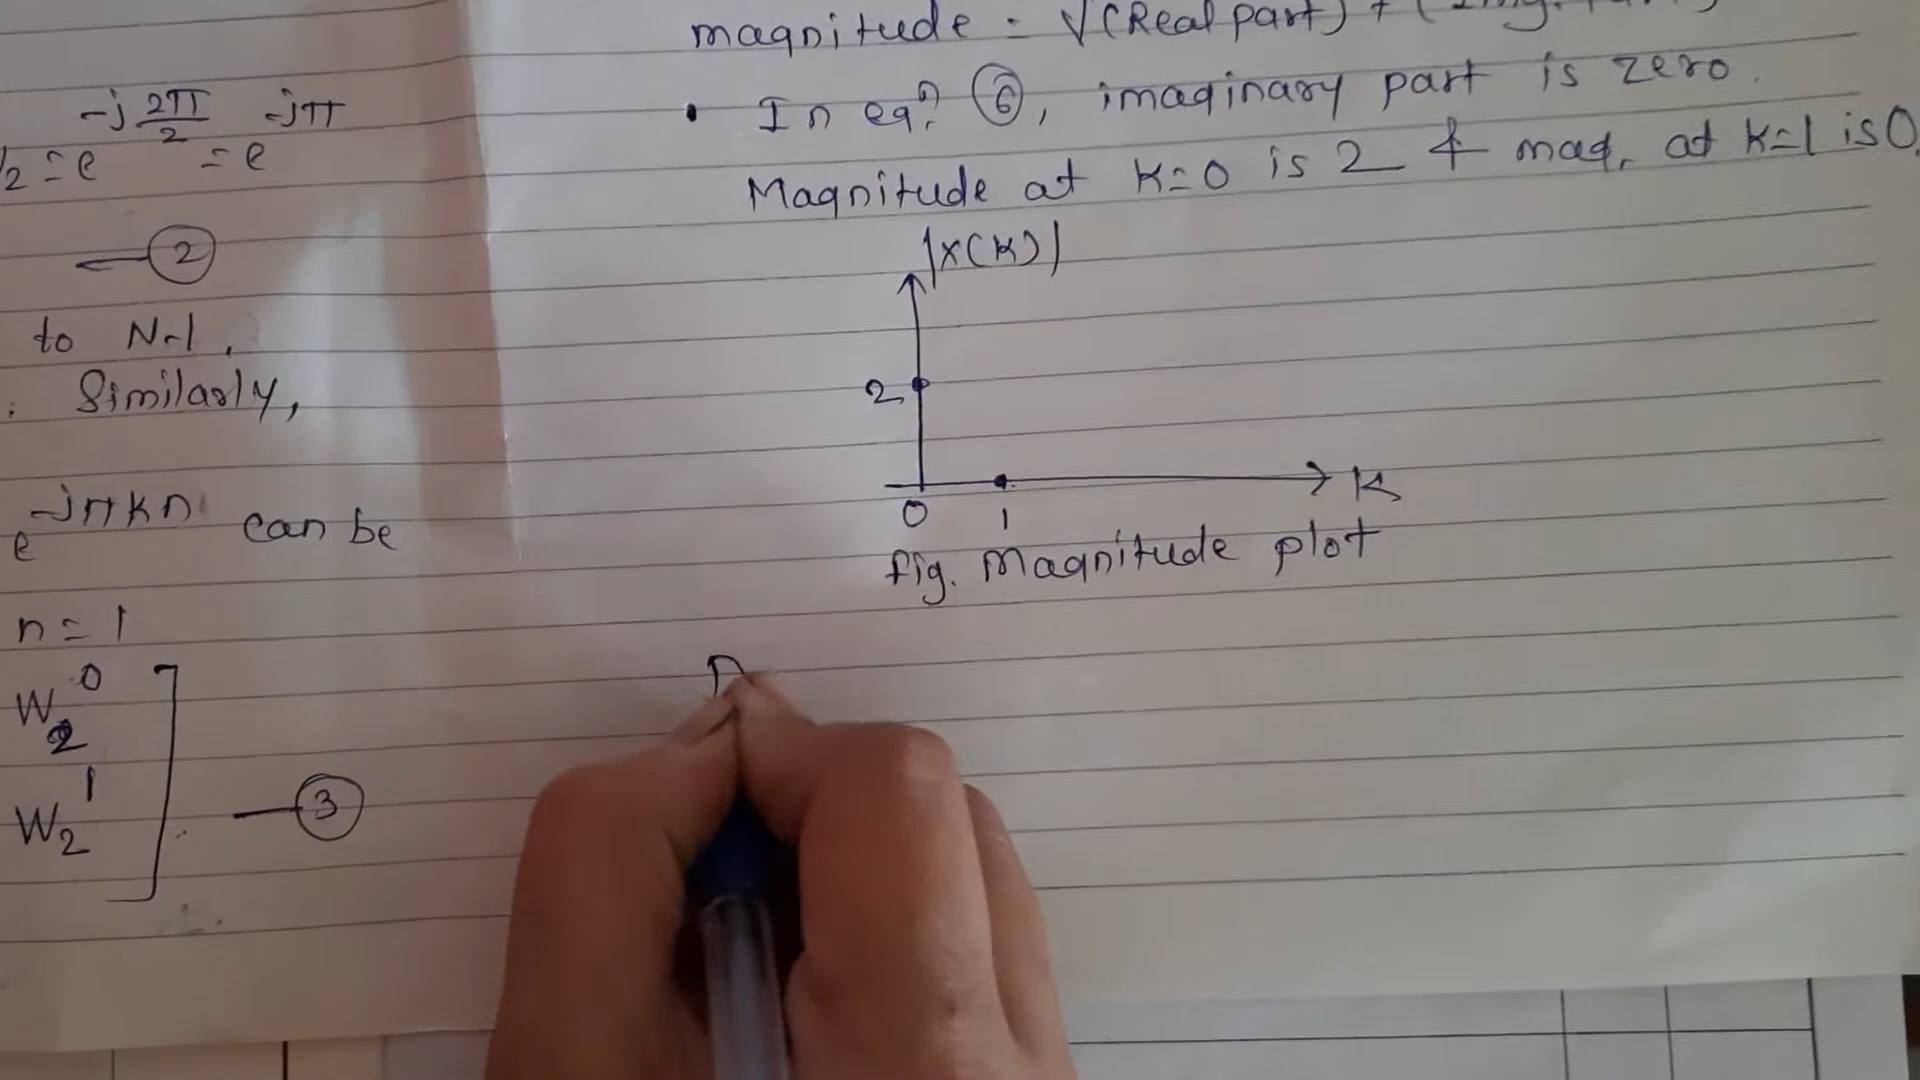 -j 2π/2 -jπ
2 = e = e
② 
to N-1.
Similarly,
e -jπkn can be
n = 1
W2 0
W2 1
③
magnitude = √(Real part) + (
• In eqn. ⑥, imaginary part is zero.
Magnitude at K=0 is 2 & mag. at K=1 is 0.
|X(K)|
2
0 1 K
fig. Magnitude plot